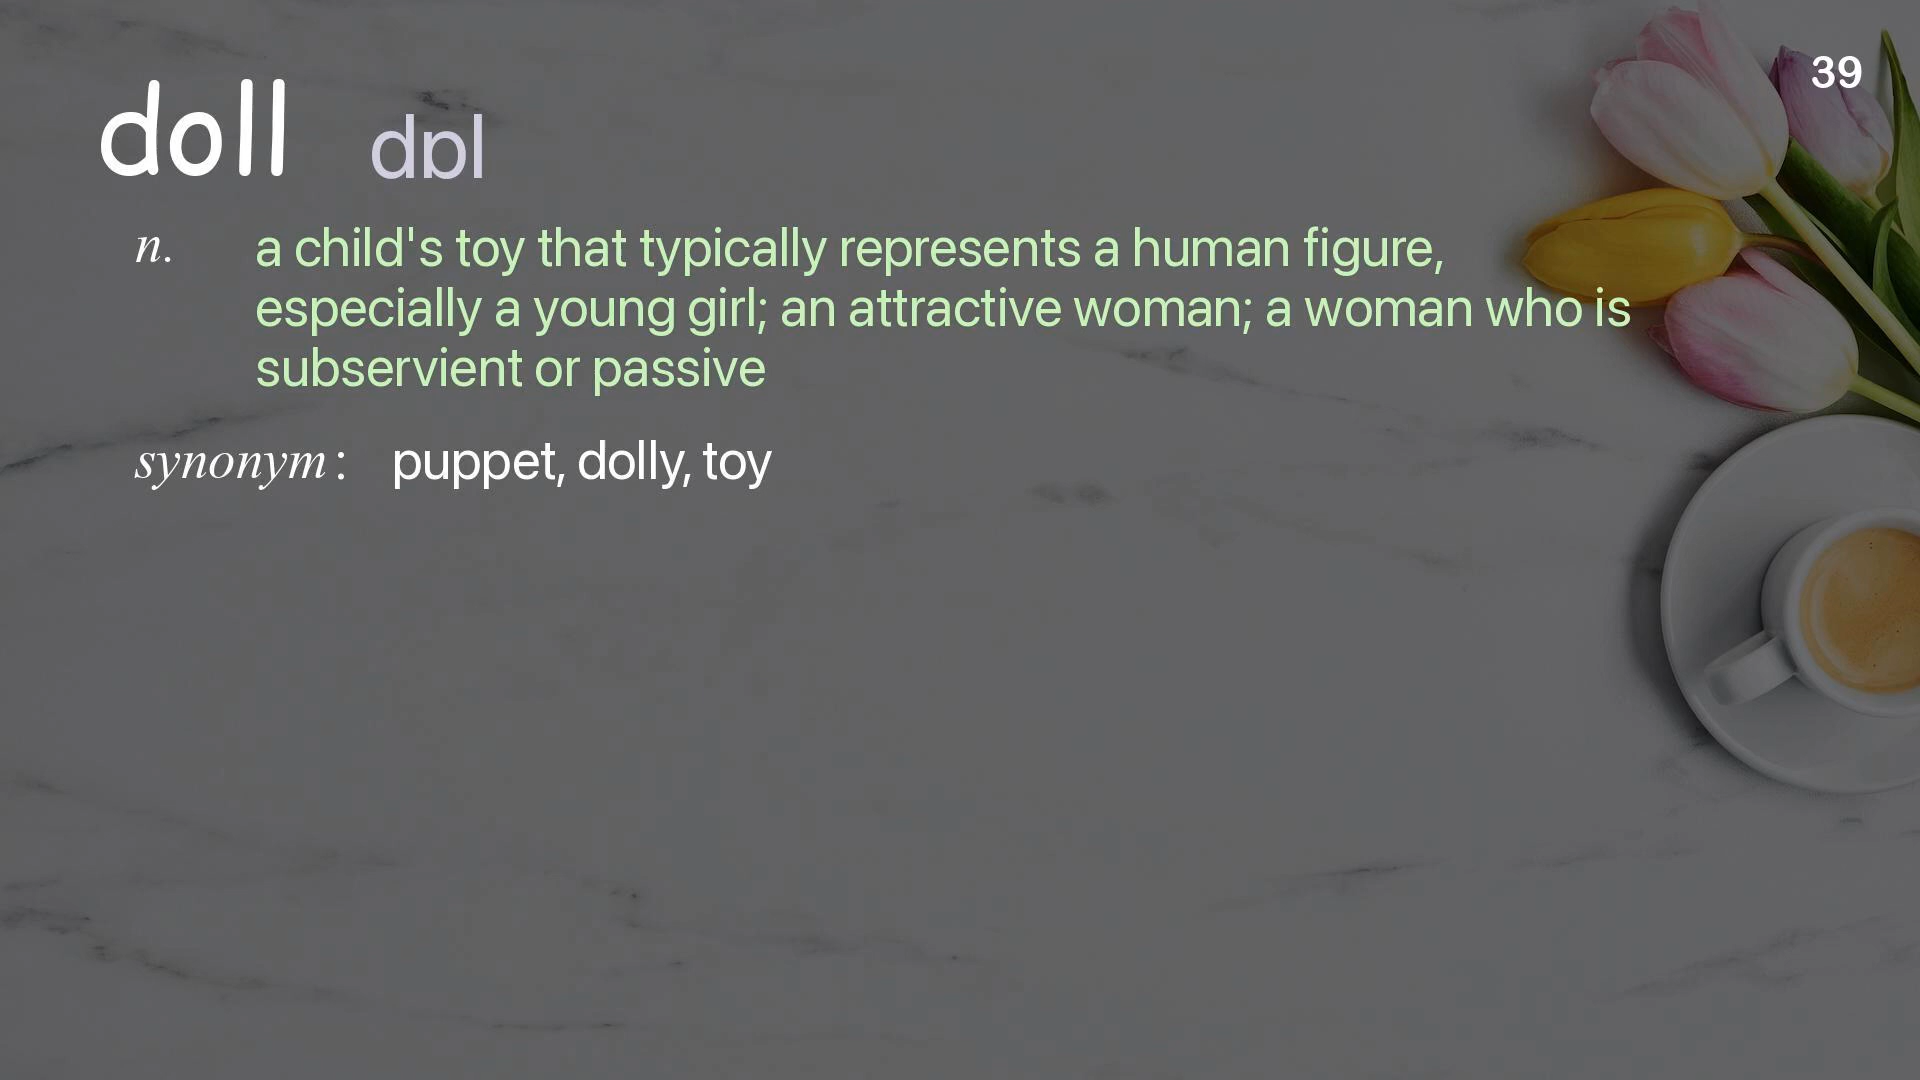 39
doll dɒl
n. a child's toy that typically represents a human figure,
especially a young girl; an attractive woman; a woman who is
subservient or passive
synonym: puppet, dolly, toy